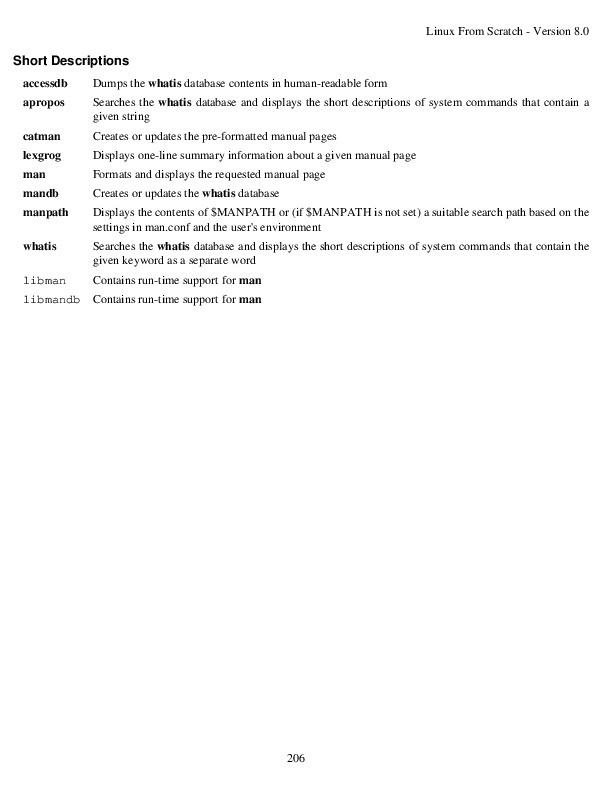 Linux From Scratch - Version 8.0
Short Descriptions
accessdb Dumps the whatis database contents in human-readable form
apropos Searches the whatis database and displays the short descriptions of system commands that contain a
given string
catman Creates or updates the pre-formatted manual pages
lexgrog Displays one-line summary information about a given manual page
man Formats and displays the requested manual page
mandb Creates or updates the whatis database
manpath Displays the contents of $MANPATH or (if $MANPATH is not set) a suitable search path based on the
settings in man.conf and the user's environment
whatis Searches the whatis database and displays the short descriptions of system commands that contain the
given keyword as a separate word
libman Contains run-time support for man
libmandb Contains run-time support for man
206